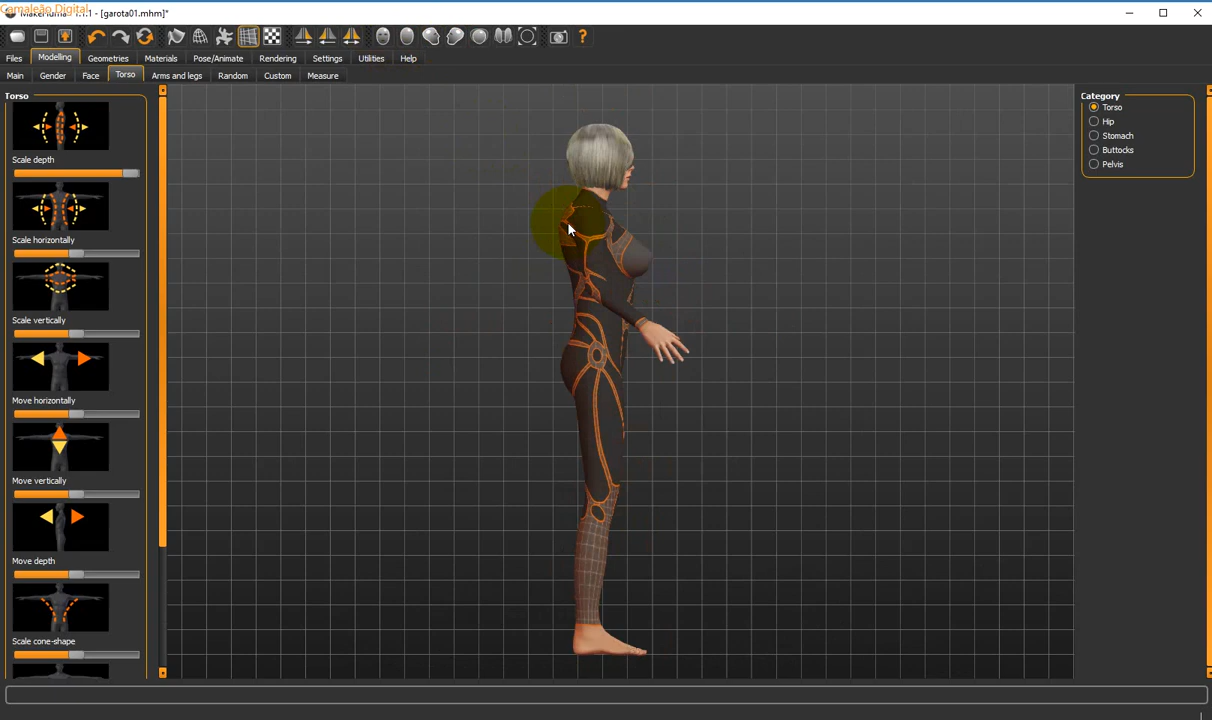 Camaleão Digital
1.1.1 - [garota01.mhm]*
Files Modelling Geometries Materials Pose/Animate Rendering Settings Utilities Help
Main Gender Face Torso Arms and legs Random Custom Measure
Torso
Scale depth
Scale horizontally
Scale vertically
Move horizontally
Move vertically
Move depth
Scale cone-shape
Category
Torso
Hip
Stomach
Buttocks
Pelvis